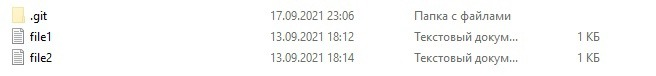 .git 17.09.2021 23:06 Папка с файлами
file1 13.09.2021 18:12 Текстовый докум... 1 КБ
file2 13.09.2021 18:14 Текстовый докум... 1 КБ